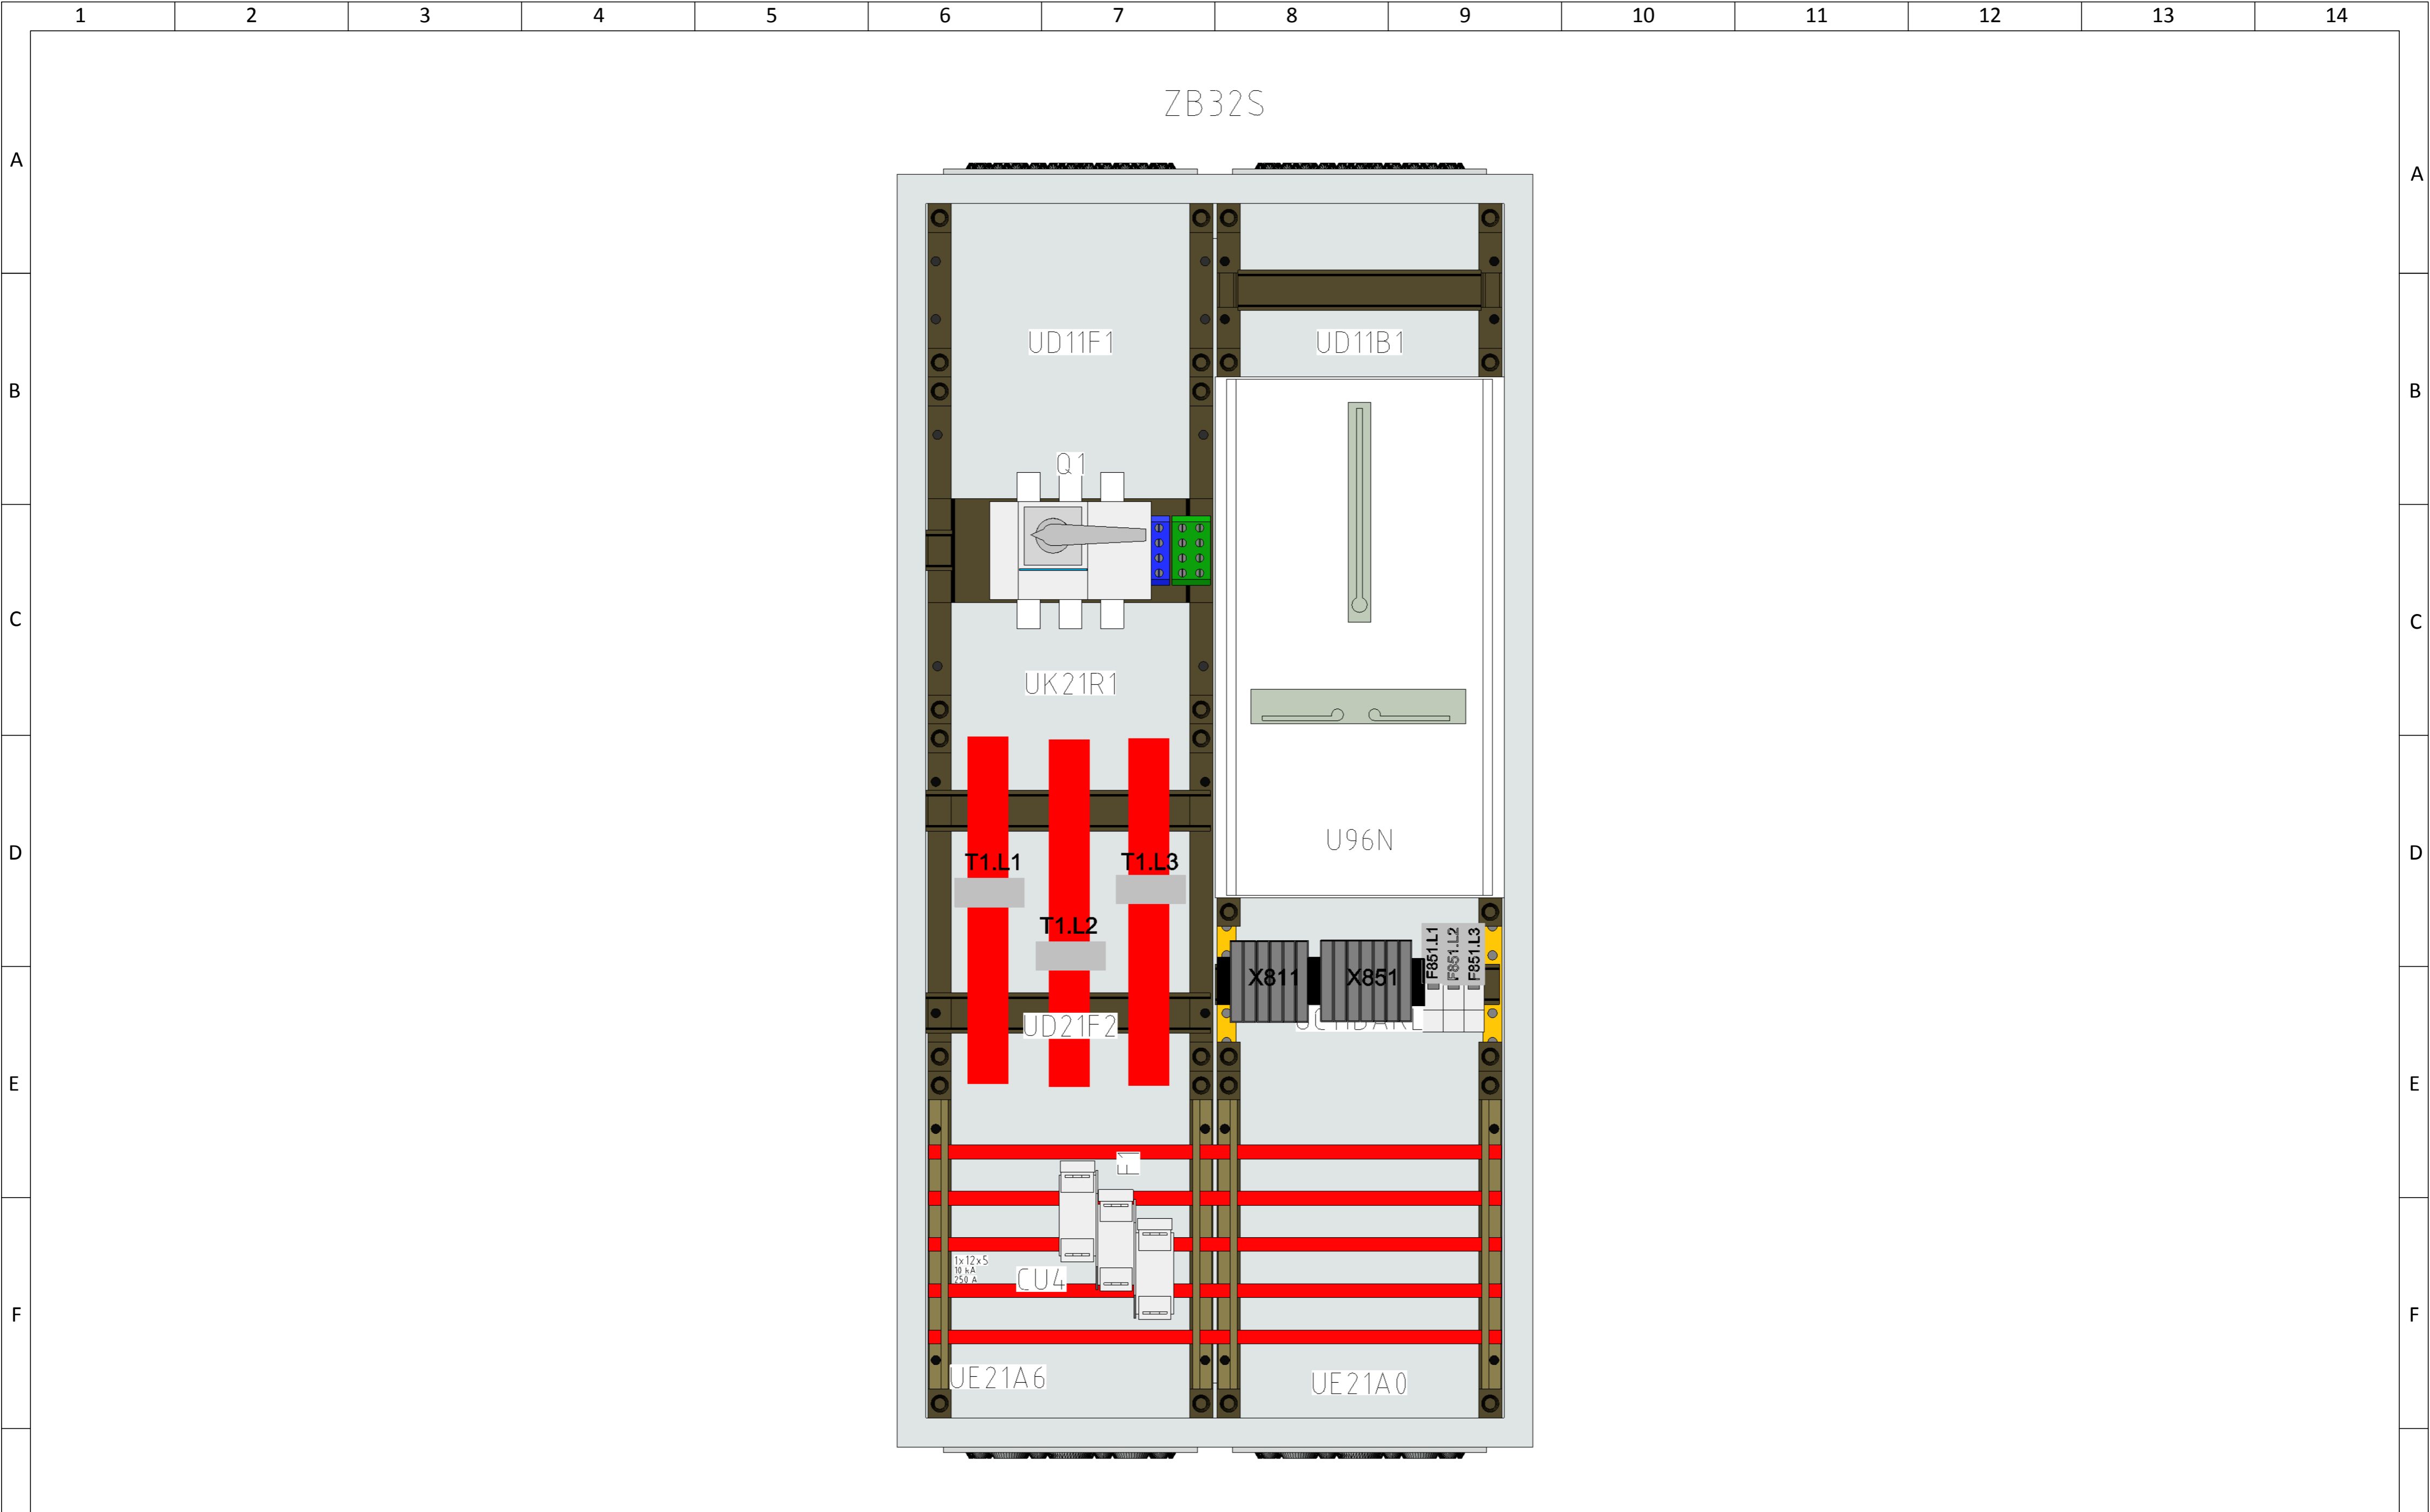 1 2 3 4 5 6 7 8 9 10 11 12 13 14
ZB32S
A A
UD11F1 UD11B1
B B
Q1
C C
UK21R1
U96N
D D
T1.L1 T1.L3
T1.L2
F851.L1
F851.L2
F851.L3
X811 X851
UD21F2
E E
F1
1x12x5
10 kA
250 A
CU4
F F
UE21A6 UE21A0